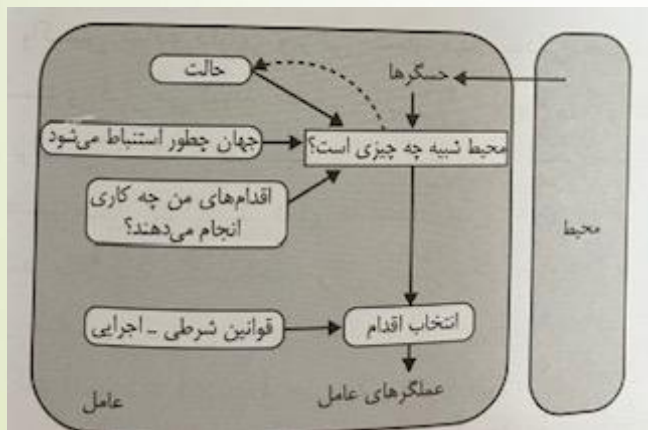 حالت
حسگرها
جهان چطور استنباط می‌شود
محیط شبیه چه چیزی است؟
اقدام‌های من چه کاری
انجام می‌دهند؟
محیط
قوانین شرطی - اجرایی
انتخاب اقدام
عملگرهای عامل
عامل